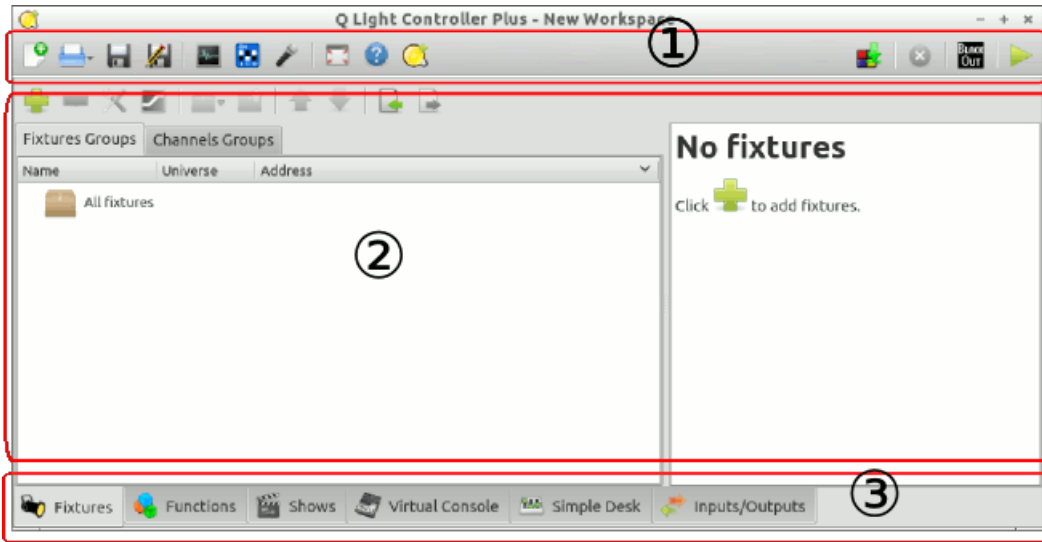 Q Light Controller Plus - New Workspace
①
BLACK OUT
Fixtures Groups Channels Groups
Name Universe Address
All fixtures
②
No fixtures
Click to add fixtures.
③
Fixtures Functions Shows Virtual Console Simple Desk Inputs/Outputs